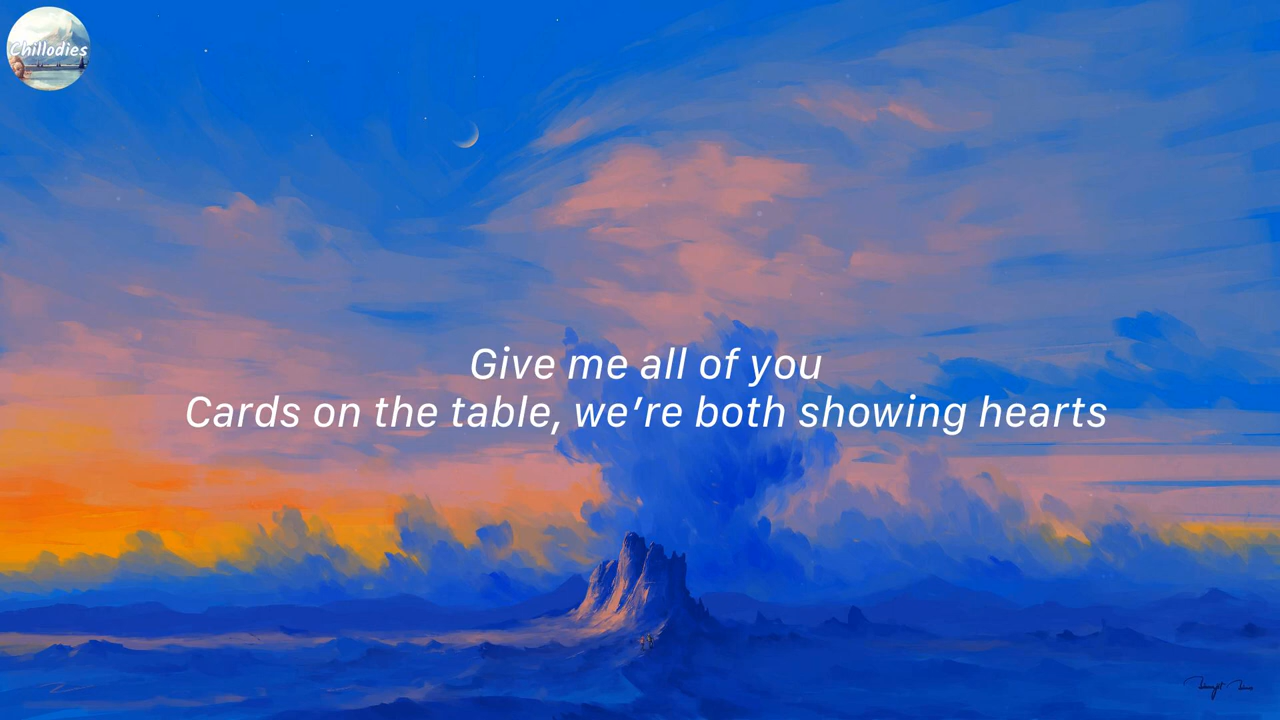 Chillodies
Give me all of you
Cards on the table, we’re both showing hearts